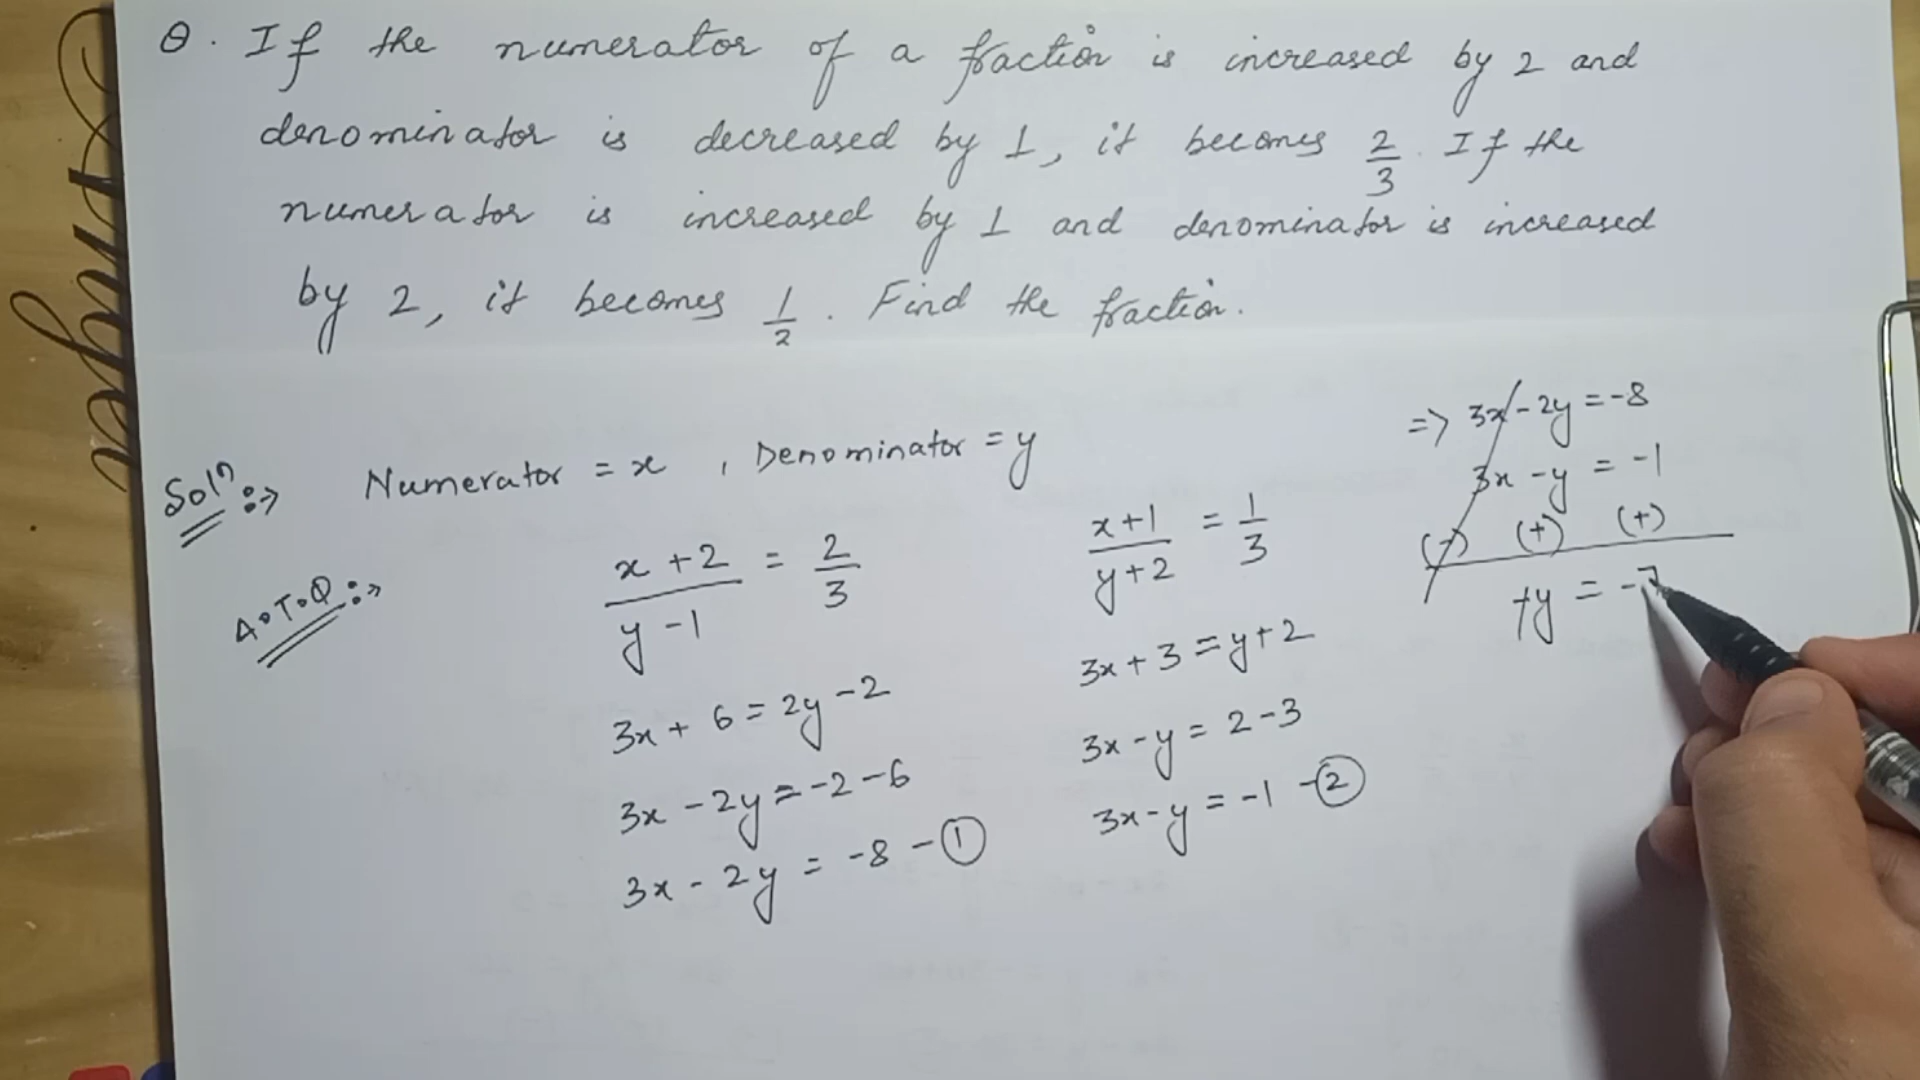 Q. If the numerator of a fraction is increased by 2 and
denominator is decreased by 1, it becomes 2/3. If the
numerator is increased by 1 and denominator is increased
by 2, it becomes 1/2. Find the fraction.
Soln :->
Numerator = x , Denominator = y
A.T.Q :->
x + 2 / y - 1 = 2/3
3x + 6 = 2y - 2
3x - 2y = -2 - 6
3x - 2y = -8 - ①
x+1 / y+2 = 1/3
3x + 3 = y + 2
3x - y = 2 - 3
3x - y = -1 - ②
=> 3x - 2y = -8
3x - y = -1
(-) (+) (+)
+y = -7